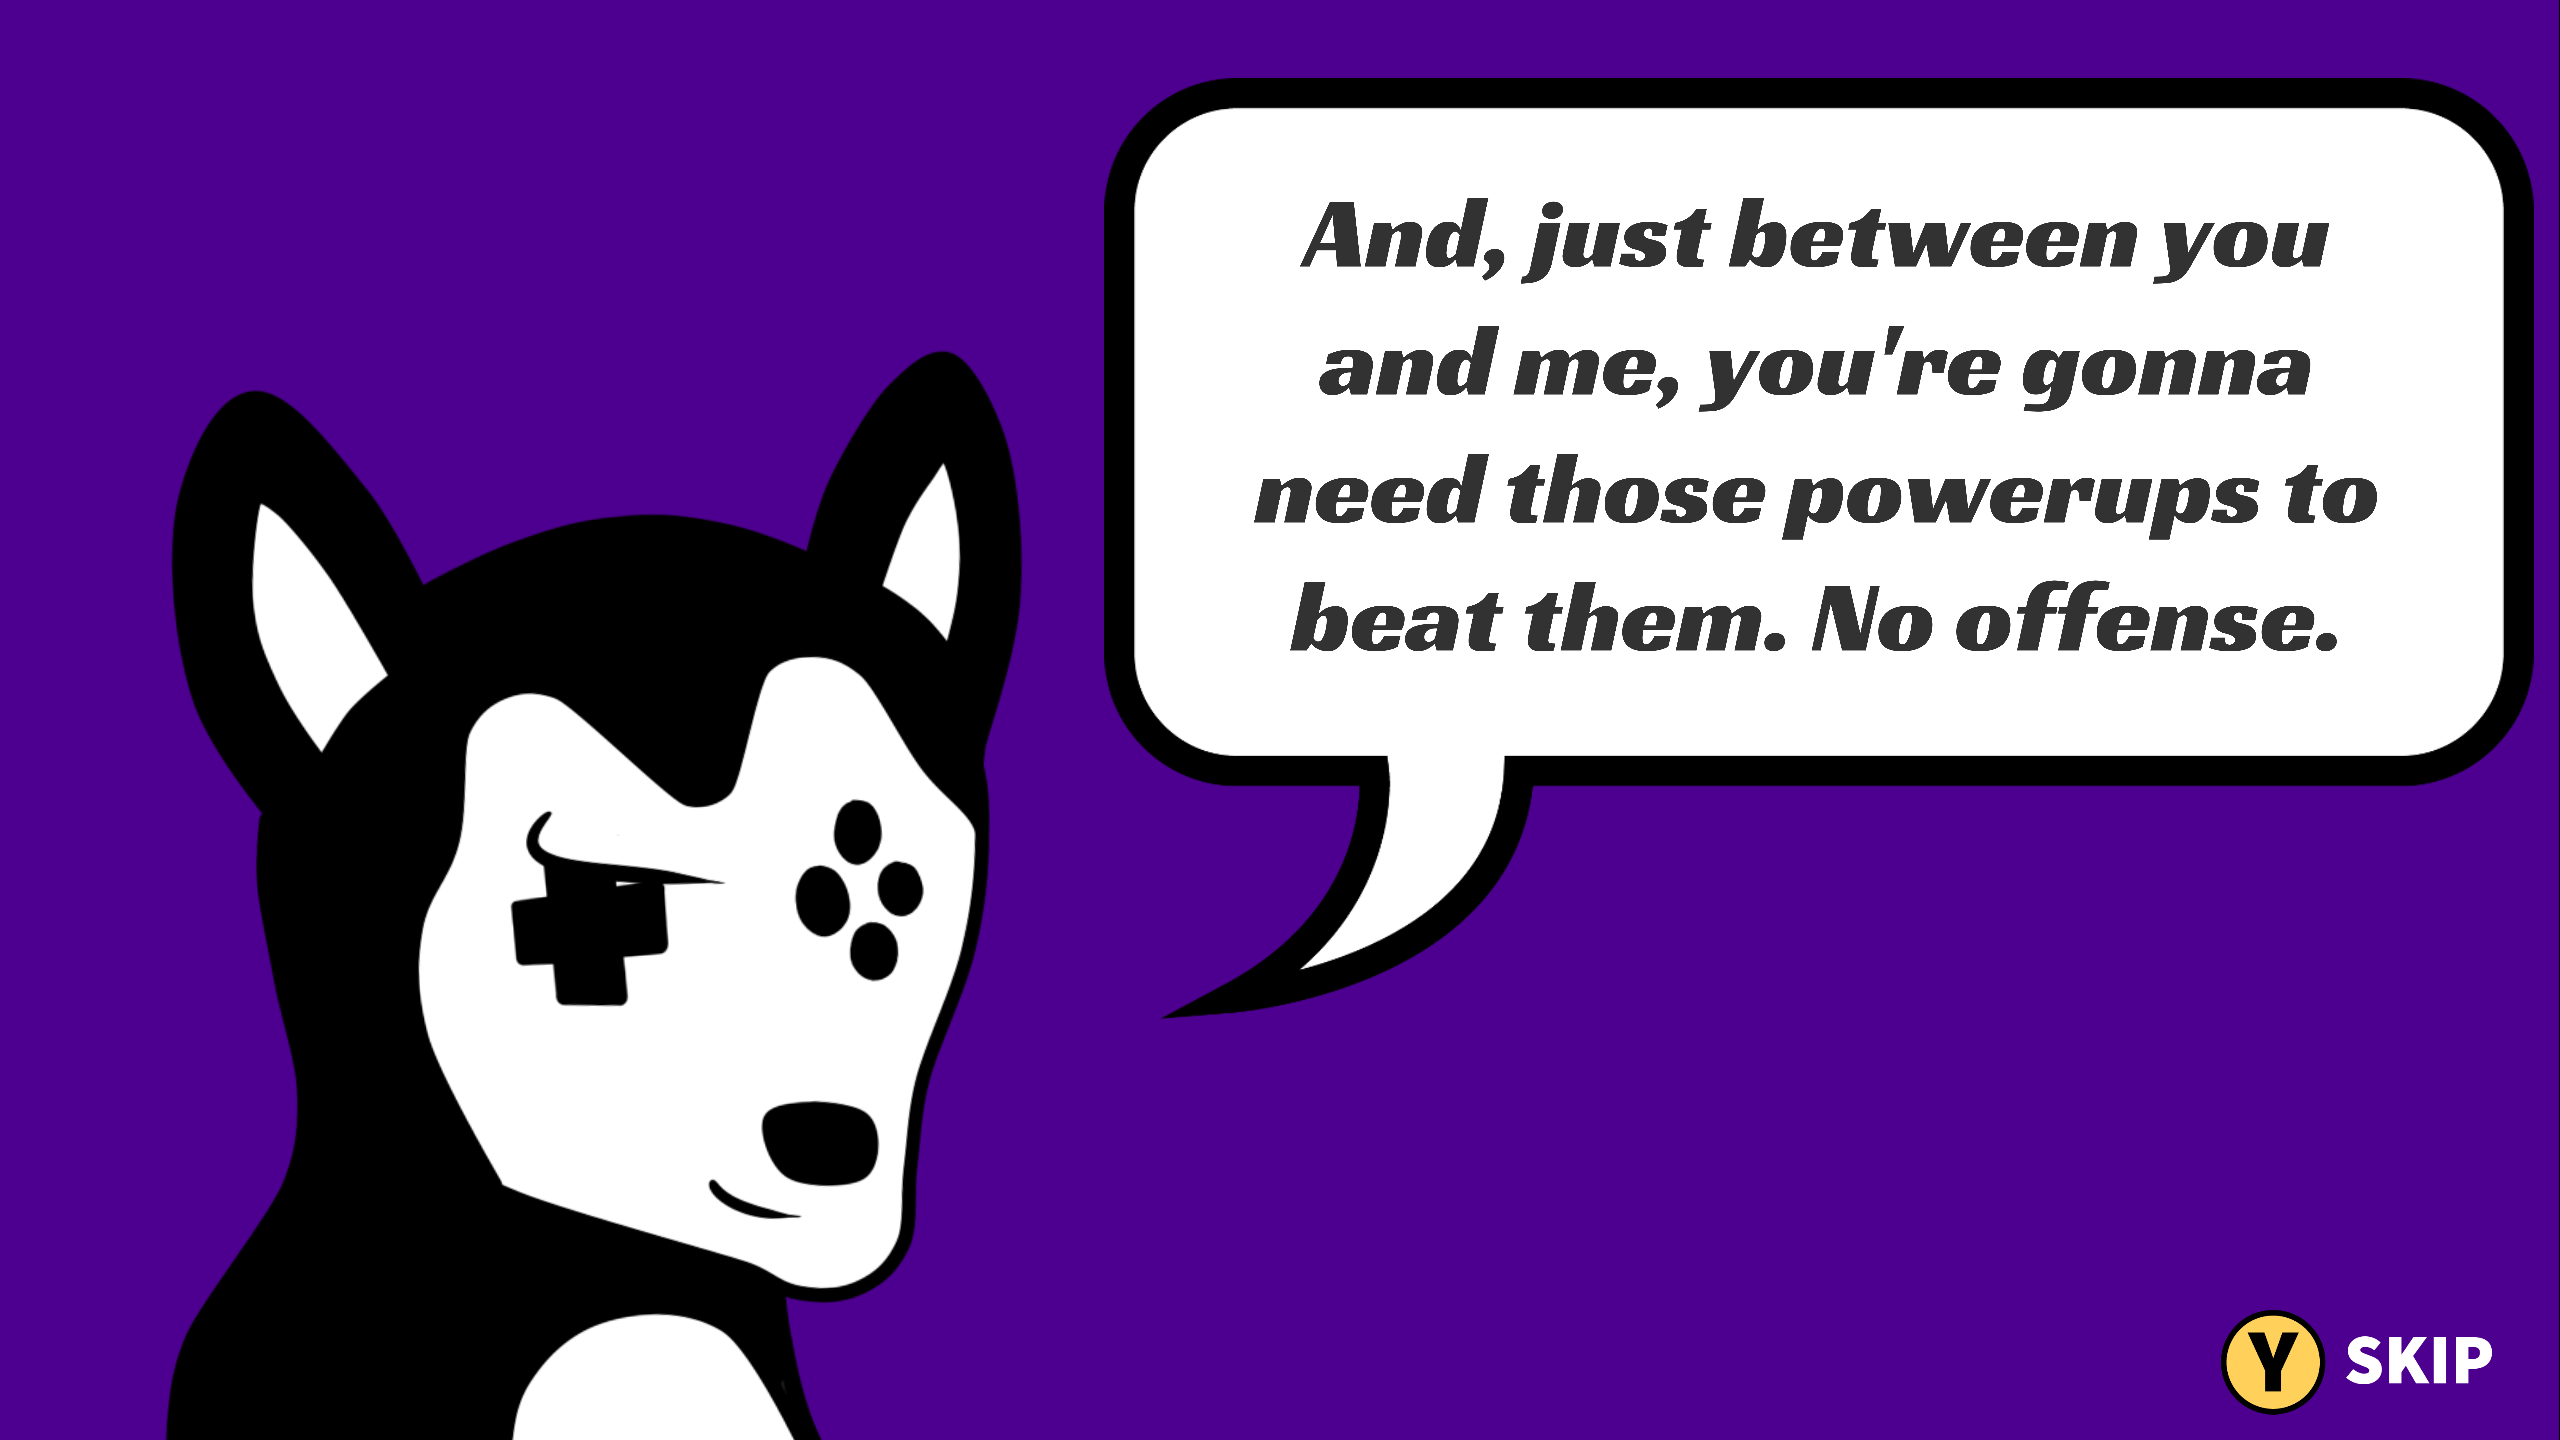 And, just between you
and me, you're gonna
need those powerups to
beat them. No offense.
Y SKIP